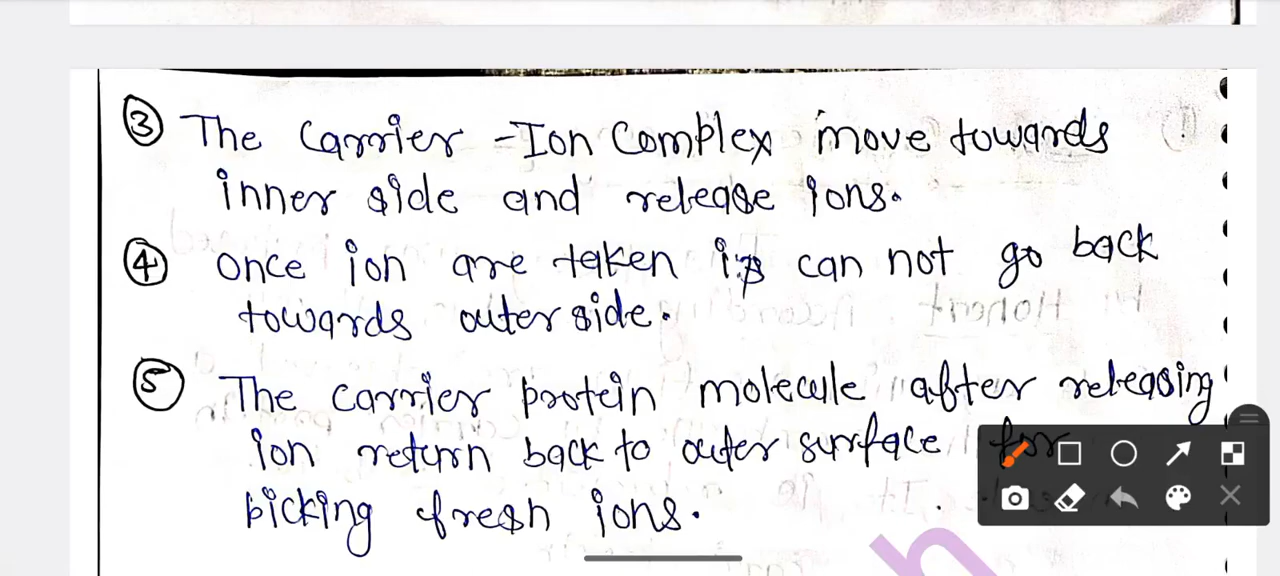 ③ The carrier - Ion Complex move towards
inner side and release ions.
④ Once ion are taken it can not go back
towards outer side.
⑤ The carrier protein molecule after releasing
ion return back to outer surface for
picking fresh ions.